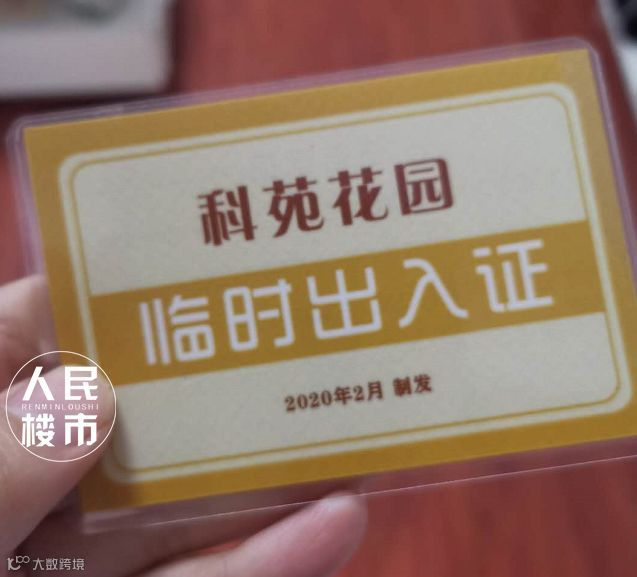 科苑花园
临时出入证
2020年2月 制发
人民
RENMINLOUSHI
楼市
大数跨境